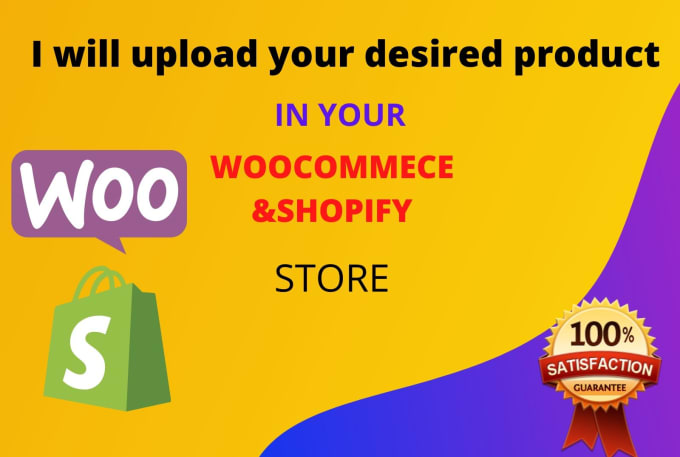 I will upload your desired product
IN YOUR
WOOCOMMECE
&SHOPIFY
STORE
WOO
S
100%
SATISFACTION
GUARANTEE